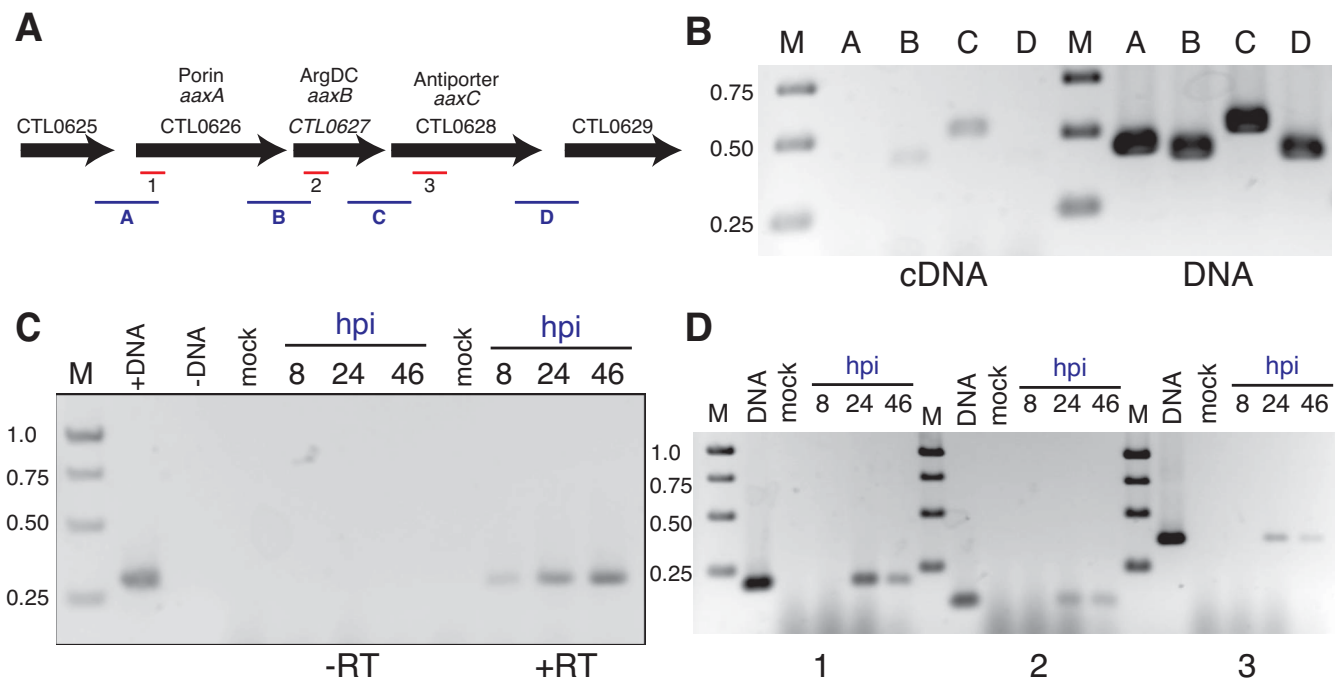 A
Porin ArgDC Antiporter
aaxA aaxB aaxC
CTL0625 CTL0626 CTL0627 CTL0628 CTL0629
1 2 3
A B C D
B
M A B C D M A B C D
0.75
0.50
0.25
cDNA DNA
C
hpi hpi
M +DNA -DNA mock 8 24 46 mock 8 24 46
1.0
0.75
0.50
0.25
-RT +RT
D
hpi hpi hpi
M DNA mock 8 24 46 M DNA mock 8 24 46 M DNA mock 8 24 46
1.0
0.75
0.50
0.25
1 2 3